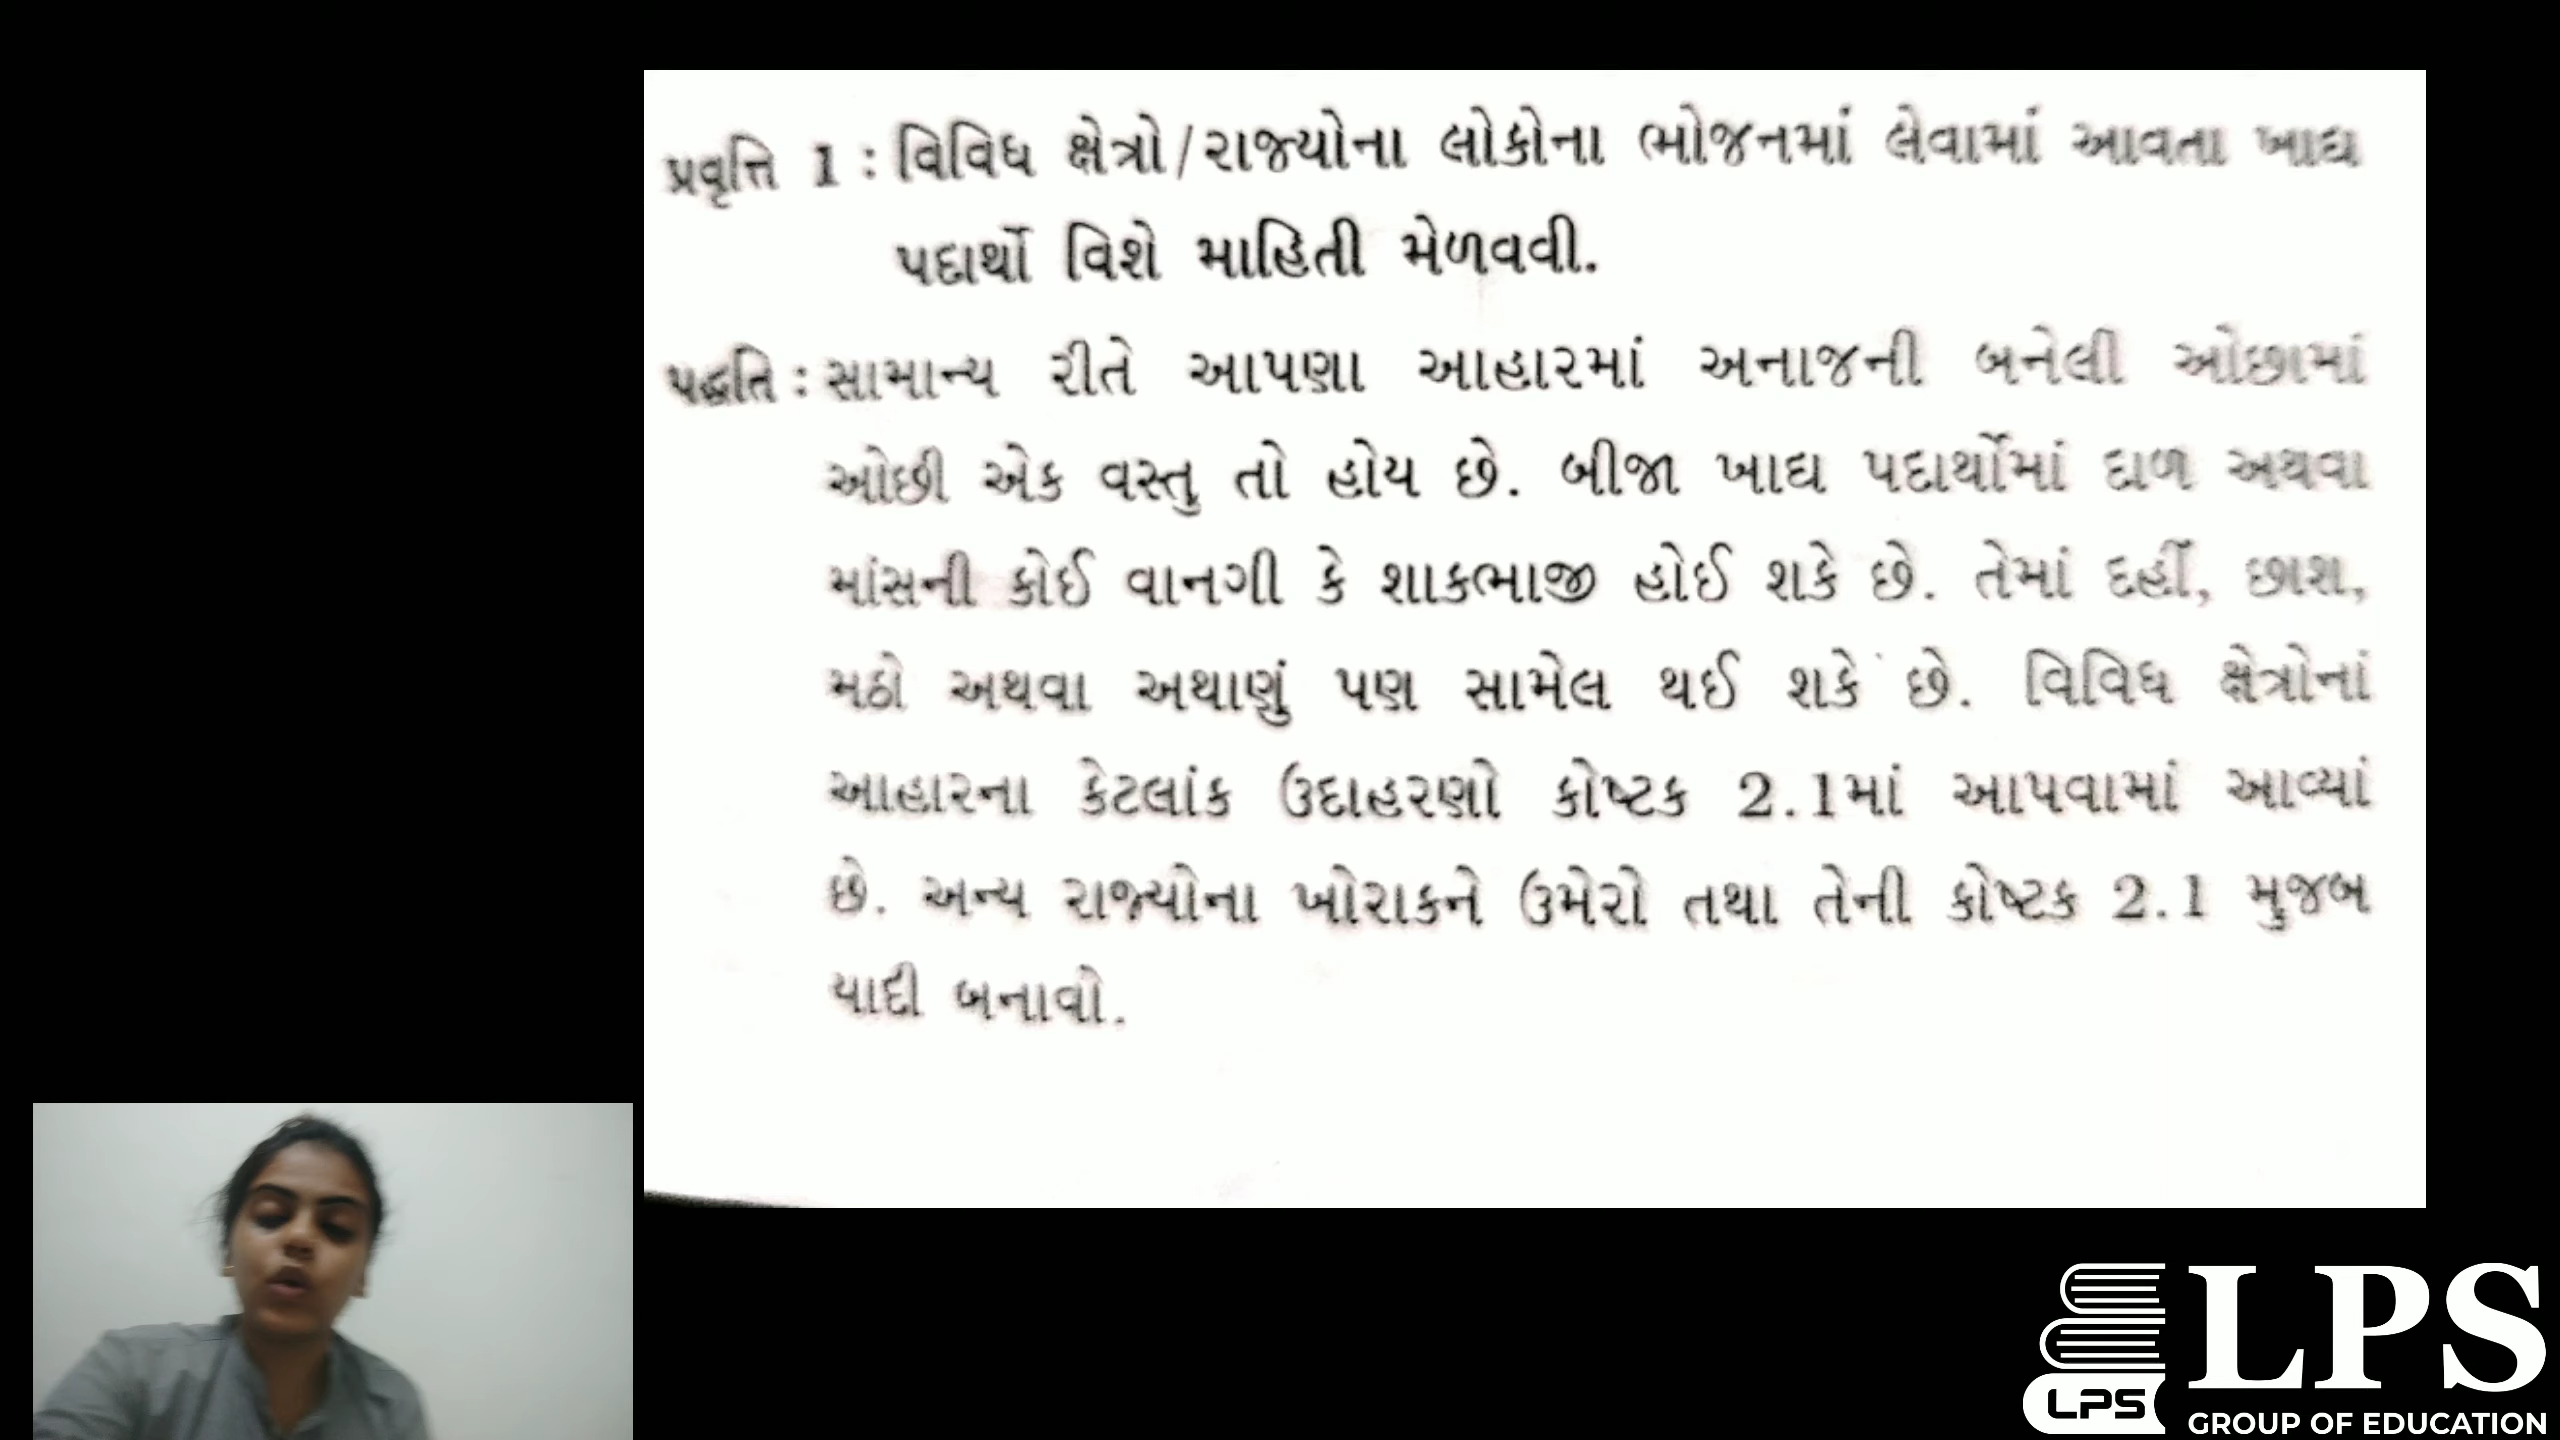 પ્રવૃત્તિ 1 : વિવિધ ક્ષેત્રો/રાજ્યોના લોકોના ભોજનમાં લેવામાં આવતા ખાદ્ય
પદાર્થો વિશે માહિતી મેળવવી.
પદ્ધતિ : સામાન્ય રીતે આપણા આહારમાં અનાજની બનેલી ઓછામાં
ઓછી એક વસ્તુ તો હોય છે. બીજા ખાદ્ય પદાર્થોમાં દાળ અથવા
માંસની કોઈ વાનગી કે શાકભાજી હોઈ શકે છે. તેમાં દહીં, છાશ,
મઠો અથવા અથાણું પણ સામેલ થઈ શકે છે. વિવિધ ક્ષેત્રોનાં
આહારના કેટલાંક ઉદાહરણો કોષ્ટક 2.1માં આપવામાં આવ્યાં
છે. અન્ય રાજ્યોના ખોરાકને ઉમેરો તથા તેની કોષ્ટક 2.1 મુજબ
યાદી બનાવો.
LPS
LPS
GROUP OF EDUCATION